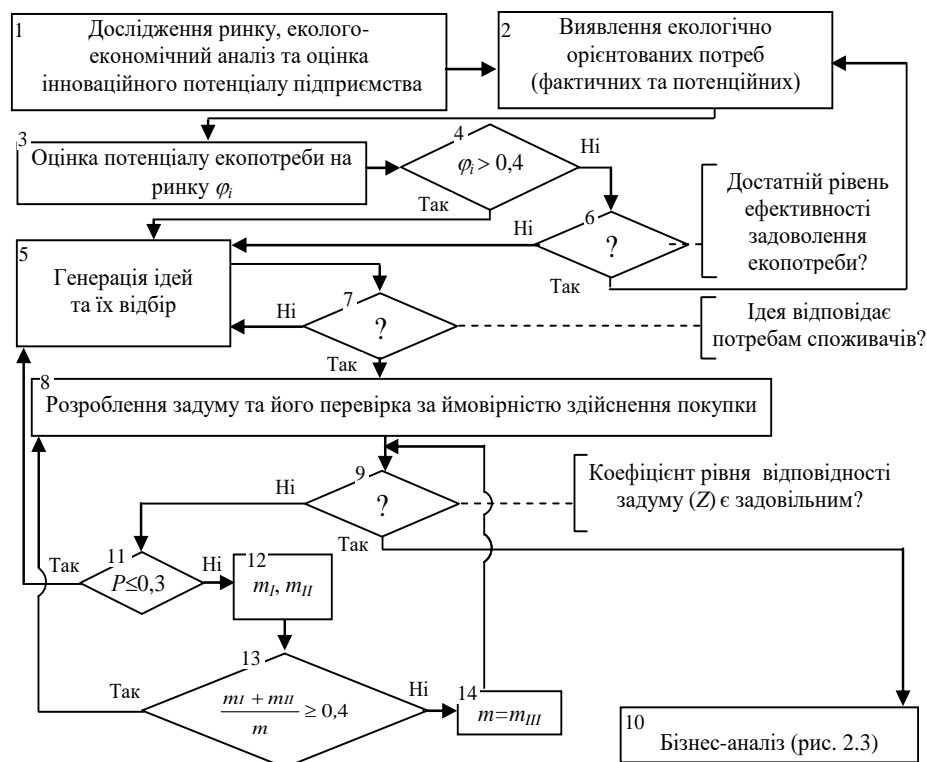 1
Дослідження ринку, еколого-
економічний аналіз та оцінка
інноваційного потенціалу підприємства
2
Виявлення екологічно
орієнтованих потреб
(фактичних та потенційних)
3
Оцінка потенціалу екопотреби на
ринку φi
4
φi > 0,4
Ні
Так
5
Генерація ідей
та їх відбір
6
?
Ні
Так
Достатній рівень
ефективності
задоволення
екопотреби?
7
?
Ні
Так
Ідея відповідає
потребам споживачів?
8
Розроблення задуму та його перевірка за ймовірністю здійснення покупки
9
?
Ні
Так
Коефіцієнт рівня відповідності
задуму (Z) є задовільним?
11
P≤0,3
Так
Ні
12
mI, mII
13
(mI + mII) / m ≥ 0,4
Так
Ні
14
m=mIII
10
Бізнес-аналіз (рис. 2.3)